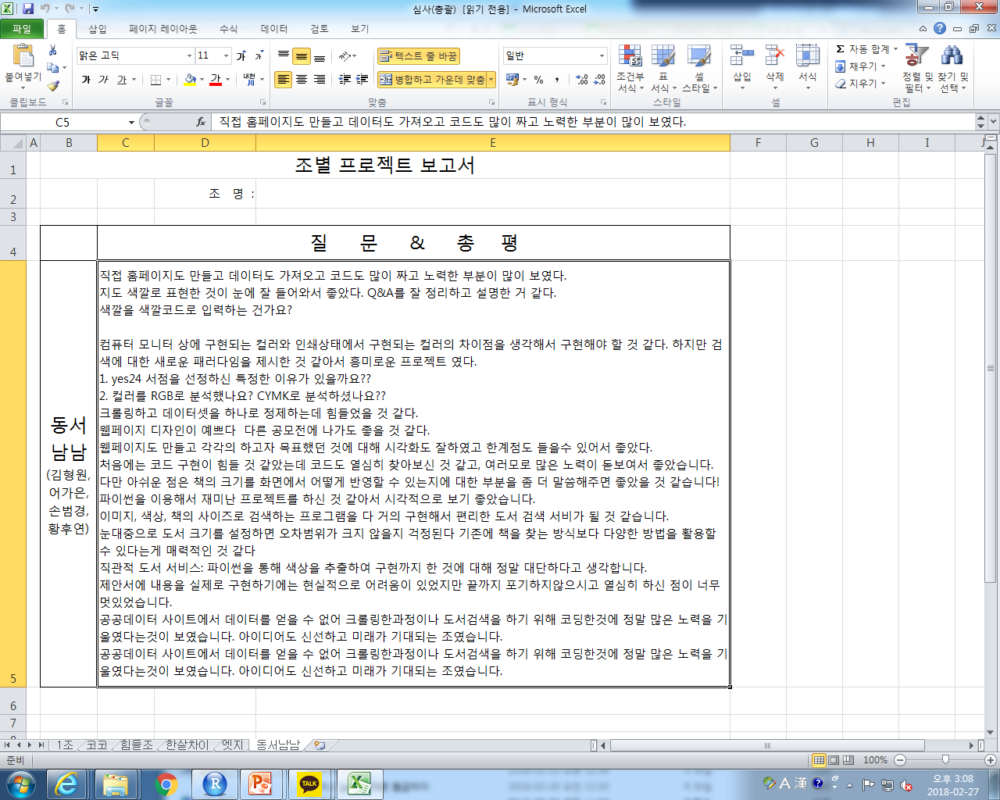 심사(총괄) [읽기 전용] - Microsoft Excel
파일 홈 삽입 페이지 레이아웃 수식 데이터 검토 보기
붙여넣기
맑은 고딕 11
가 가 가 가 가 내천
텍스트 줄 바꿈
병합하고 가운데 맞춤
일반
% ,
조건부 서식 표 서식 셀 스타일
삽입 삭제 서식
Σ 자동 합계
채우기
지우기
정렬 및 필터 찾기 및 선택
클립보드 글꼴 맞춤 표시 형식 스타일 셀 편집
C5 fx 직접 홈페이지도 만들고 데이터도 가져오고 코드도 많이 짜고 노력한 부분이 많이 보였다.
A B C D E F G H I J
1 조별 프로젝트 보고서
2 조 명 :
3
4 질 문 & 총 평
직접 홈페이지도 만들고 데이터도 가져오고 코드도 많이 짜고 노력한 부분이 많이 보였다.
지도 색깔로 표현한 것이 눈에 잘 들어와서 좋았다. Q&A를 잘 정리하고 설명한 거 같다.
색깔을 색깔코드로 입력하는 건가요?
컴퓨터 모니터 상에 구현되는 컬러와 인쇄상태에서 구현되는 컬러의 차이점을 생각해서 구현해야 할 것 같다. 하지만 검
색에 대한 새로운 패러다임을 제시한 것 같아서 흥미로운 프로젝트 였다.
1. yes24 서점을 선정하신 특정한 이유가 있을까요??
2. 컬러를 RGB로 분석했나요? CYMK로 분석하셨나요??
크롤링하고 데이터셋을 하나로 정제하는데 힘들었을 것 같다.
웹페이지 디자인이 예쁘다 다른 공모전에 나가도 좋을 것 같다.
웹페이지도 만들고 각각의 하고자 목표했던 것에 대해 시각화도 잘하였고 한계점도 들을수 있어서 좋았다.
처음에는 코드 구현이 힘들 것 같았는데 코드도 열심히 찾아보신 것 같고, 여러모로 많은 노력이 돋보여서 좋았습니다.
다만 아쉬운 점은 책의 크기를 화면에서 어떻게 반영할 수 있는지에 대한 부분을 좀 더 말씀해주면 좋았을 것 같습니다!
파이썬을 이용해서 재미난 프로젝트를 하신 것 같아서 시각적으로 보기 좋았습니다.
이미지, 색상, 책의 사이즈로 검색하는 프로그램을 다 거의 구현해서 편리한 도서 검색 서비가 될 것 같습니다.
눈대중으로 도서 크기를 설정하면 오차범위가 크지 않을지 걱정된다 기존에 책을 찾는 방식보다 다양한 방법을 활용할
수 있다는게 매력적인 것 같다
직관적 도서 서비스: 파이썬을 통해 색상을 추출하여 구현까지 한 것에 대해 정말 대단하다고 생각합니다.
제안서에 내용을 실제로 구현하기에는 현실적으로 어려움이 있었지만 끝까지 포기하지않으시고 열심히 하신 점이 너무
멋있었습니다.
공공데이터 사이트에서 데이터를 얻을 수 없어 크롤링한과정이나 도서검색을 하기 위해 코딩한것에 정말 많은 노력을 기
울였다는것이 보였습니다. 아이디어도 신선하고 미래가 기대되는 조였습니다.
공공데이터 사이트에서 데이터를 얻을 수 없어 크롤링한과정이나 도서검색을 하기 위해 코딩한것에 정말 많은 노력을 기
울였다는것이 보였습니다. 아이디어도 신선하고 미래가 기대되는 조였습니다.
동서
남남
(김형원,
어가은,
손범경,
황후연)
5
6
7
1조 코코 힘들조 한살차이 엣지 동서남남
준비 100%
TALK
A 漢
오후 3:08
2018-02-27